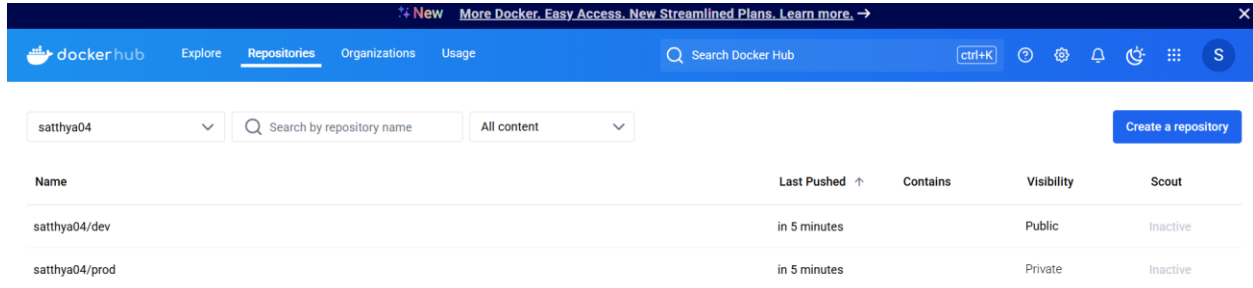 New More Docker. Easy Access. New Streamlined Plans. Learn more. → ×
dockerhub Explore Repositories Organizations Usage Search Docker Hub ctrl+K S
satthya04 Search by repository name All content Create a repository
Name Last Pushed ↑ Contains Visibility Scout
satthya04/dev in 5 minutes Public Inactive
satthya04/prod in 5 minutes Private Inactive